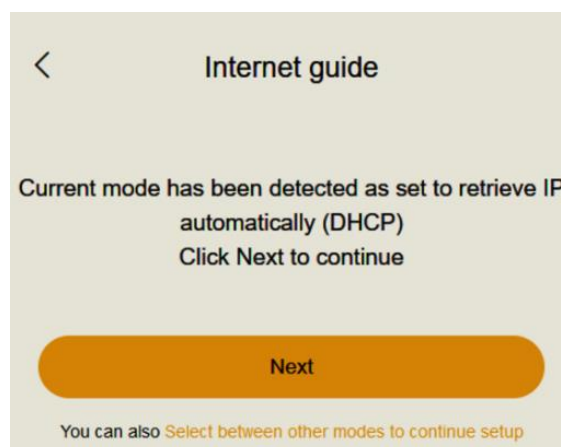 Internet guide
Current mode has been detected as set to retrieve IP
automatically (DHCP)
Click Next to continue
Next
You can also Select between other modes to continue setup